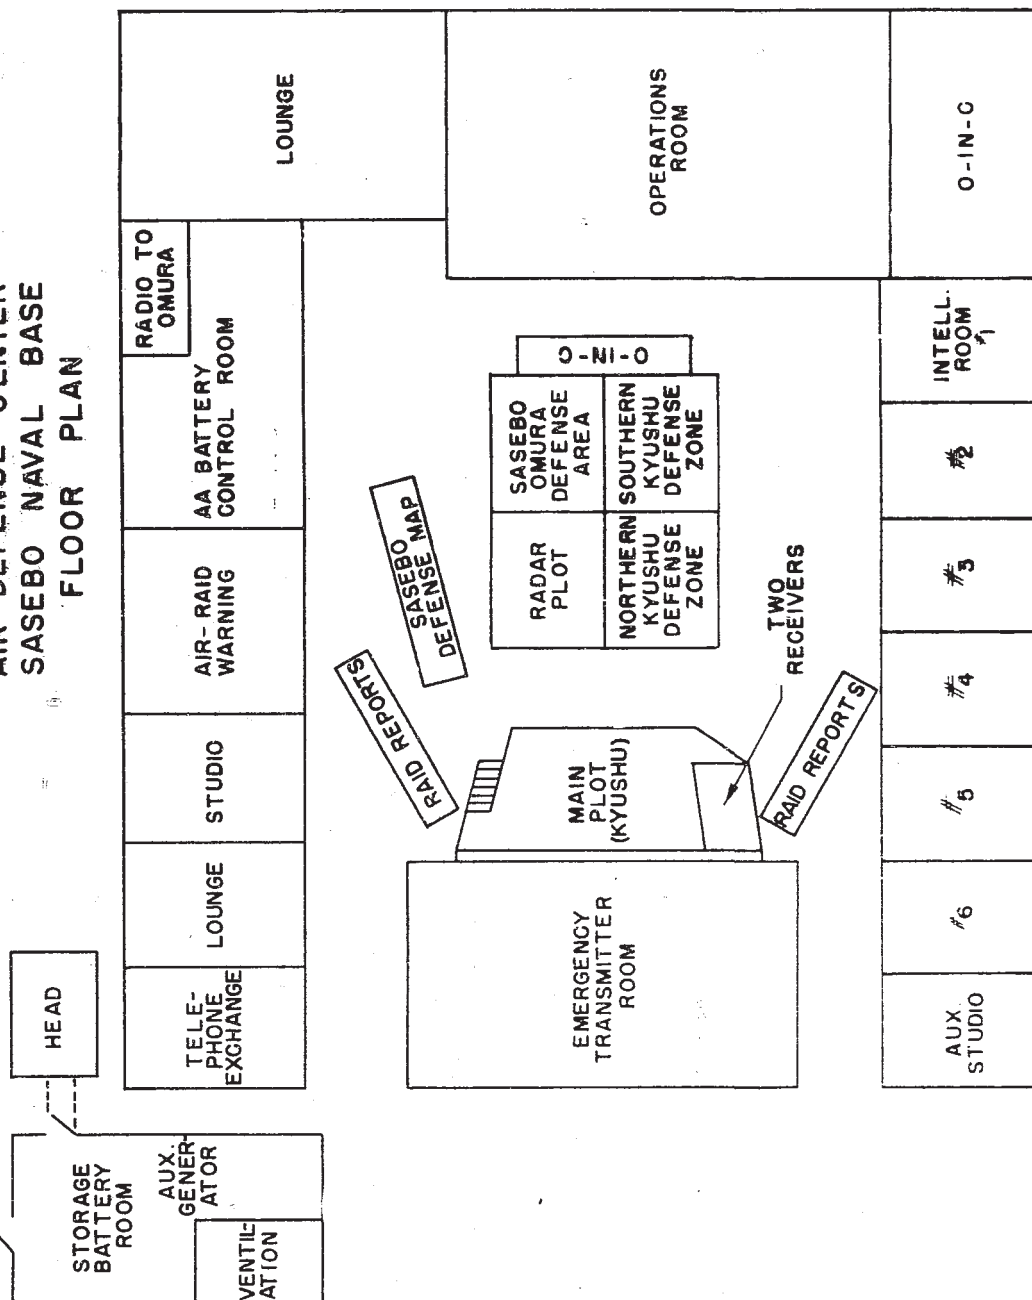 SASEBO NAVAL BASE
FLOOR PLAN
HEAD
STORAGE
BATTERY
ROOM
AUX.
GENER-
ATOR
VENTIL-
ATION
TELE-
PHONE
EXCHANGE
LOUNGE
STUDIO
AIR-RAID
WARNING
AA BATTERY
CONTROL ROOM
RADIO TO
OMURA
LOUNGE
OPERATIONS
ROOM
O-IN-C
RAID REPORTS
SASEBO
DEFENSE MAP
O-IN-C
RADAR
PLOT
SASEBO
OMURA
DEFENSE
AREA
NORTHERN
KYUSHU
DEFENSE
ZONE
SOUTHERN
KYUSHU
DEFENSE
ZONE
MAIN
PLOT
(KYUSHU)
TWO
RECEIVERS
RAID REPORTS
EMERGENCY
TRANSMITTER
ROOM
AUX.
STUDIO
#6
#5
#4
#3
#2
INTELL.
ROOM
#1